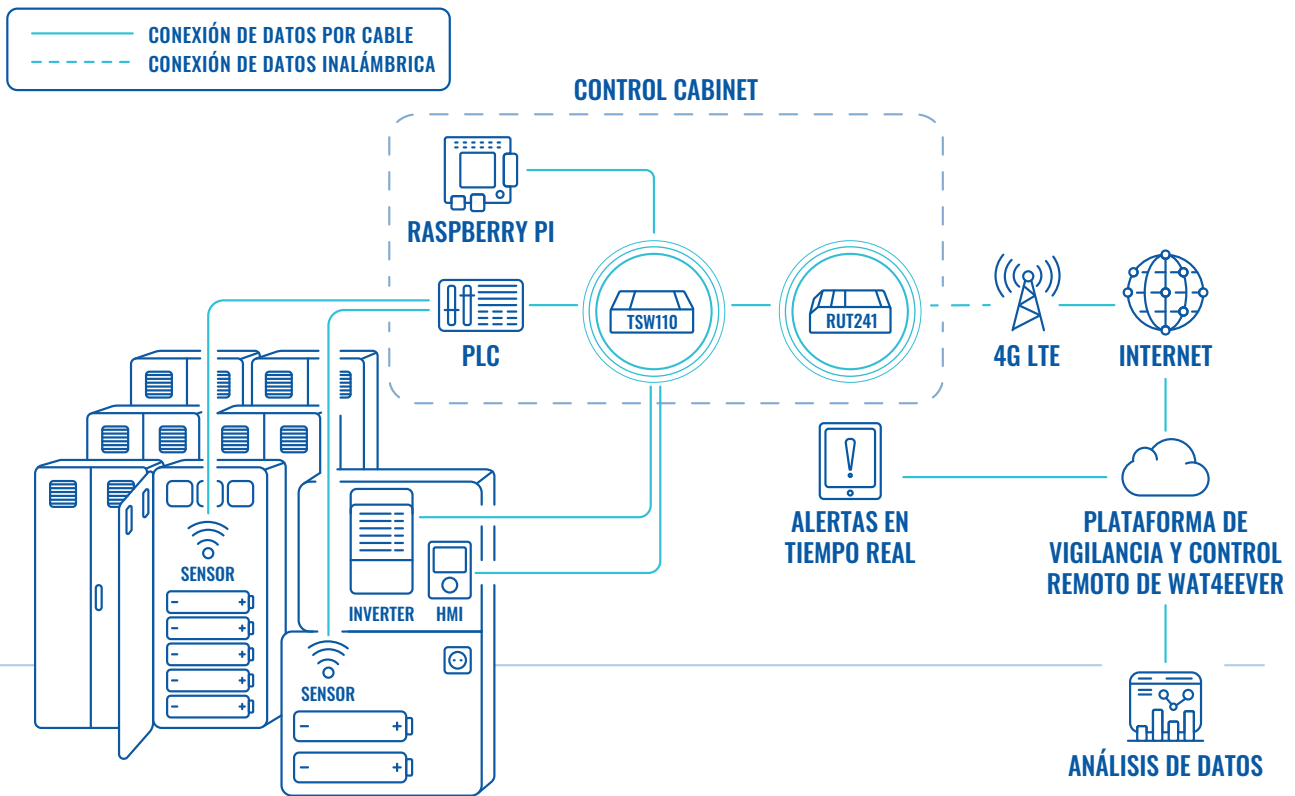 CONEXIÓN DE DATOS POR CABLE
CONEXIÓN DE DATOS INALÁMBRICA
CONTROL CABINET
RASPBERRY PI
TSW110
RUT241
PLC
4G LTE
INTERNET
ALERTAS EN
TIEMPO REAL
PLATAFORMA DE
VIGILANCIA Y CONTROL
REMOTO DE WAT4EEVER
SENSOR
INVERTER
HMI
SENSOR
ANÁLISIS DE DATOS